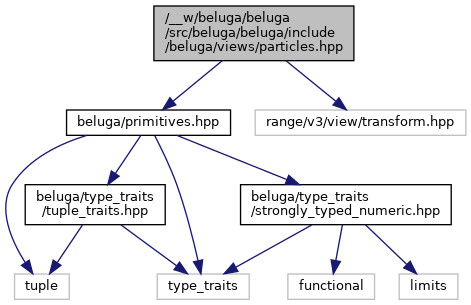 /__w/beluga/beluga
/src/beluga/beluga/include
/beluga/views/particles.hpp
beluga/primitives.hpp
range/v3/view/transform.hpp
beluga/type_traits
/tuple_traits.hpp
beluga/type_traits
/strongly_typed_numeric.hpp
tuple
type_traits
functional
limits